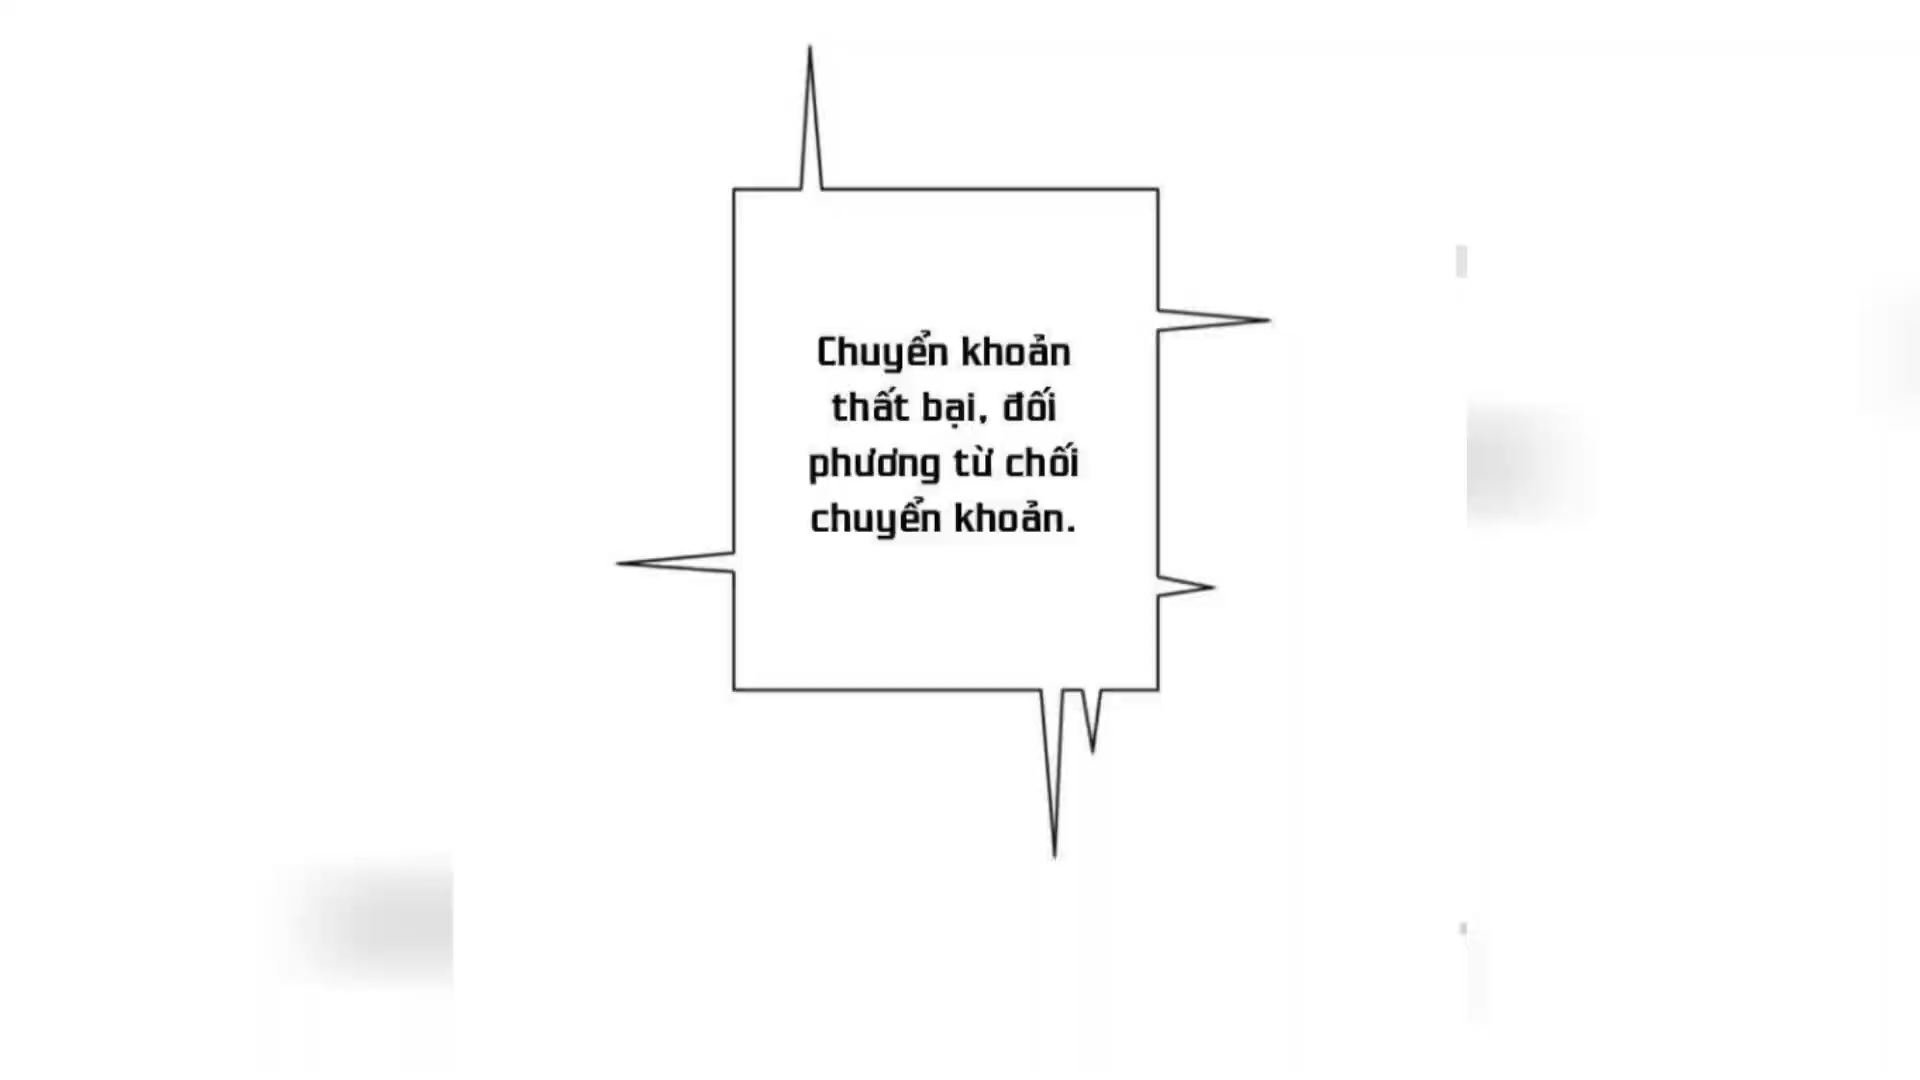 Chuyển khoản
thất bại, đối
phương từ chối
chuyển khoản.